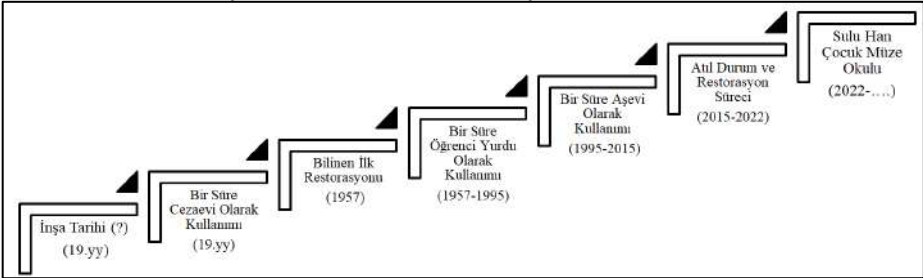 İnşa Tarihi (?)
(19.yy)
Bir Süre
Cezaevi Olarak
Kullanımı
(19.yy)
Bilinen İlk
Restorasyonu
(1957)
Bir Süre
Öğrenci Yurdu
Olarak
Kullanımı
(1957-1995)
Bir Süre Aşevi
Olarak
Kullanımı
(1995-2015)
Atıl Durum ve
Restorasyon
Süreci
(2015-2022)
Sulu Han
Çocuk Müze
Okulu
(2022-....)